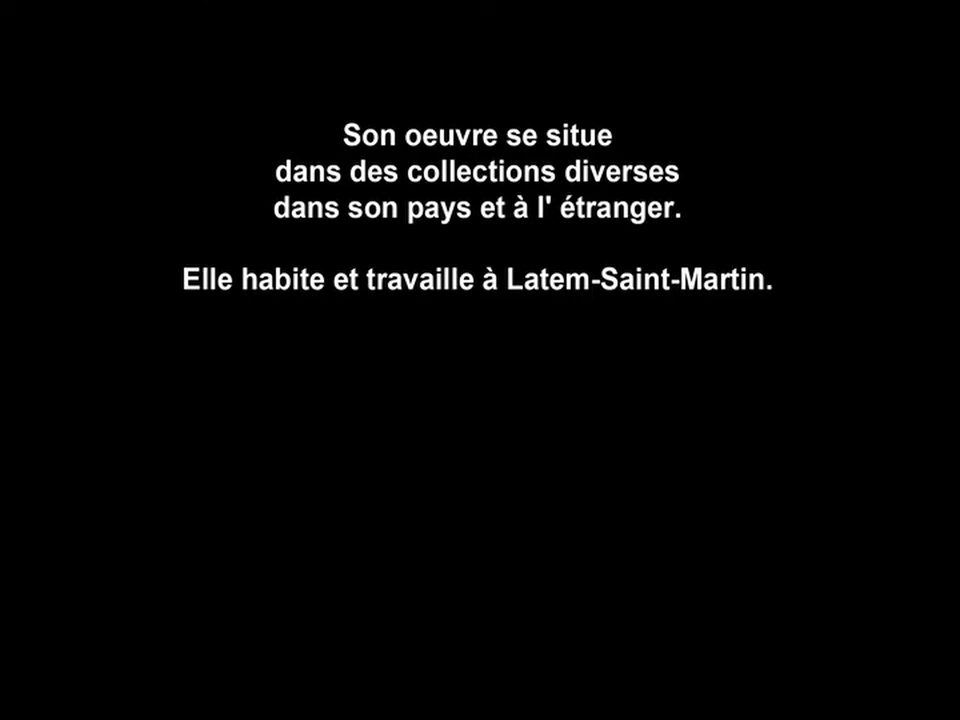 Son oeuvre se situe
dans des collections diverses
dans son pays et à l' étranger.
Elle habite et travaille à Latem-Saint-Martin.